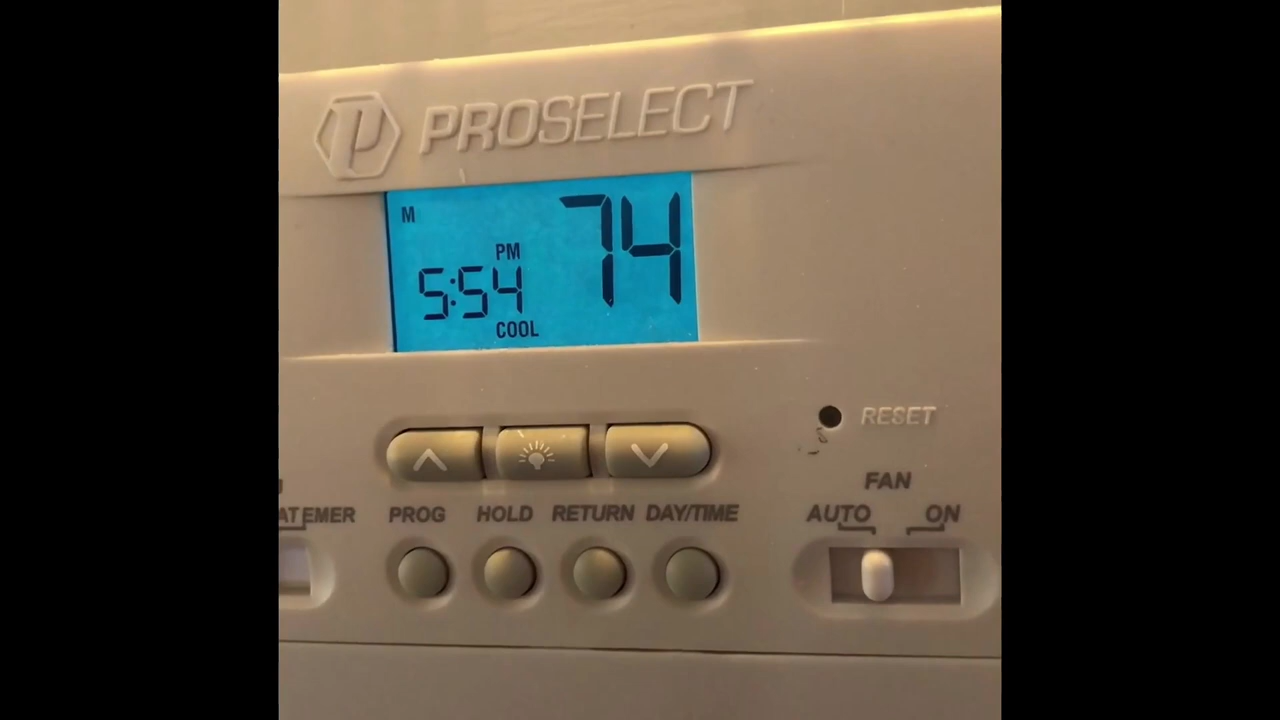 PROSELECT
M
74
PM
5:54
COOL
RESET
FAN
EMER PROG HOLD RETURN DAY/TIME AUTO ON